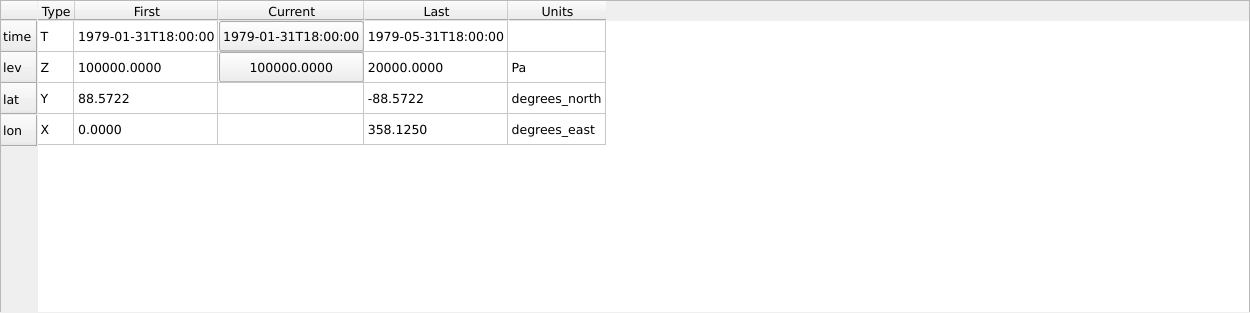 Type First Current Last Units
time T 1979-01-31T18:00:00 1979-01-31T18:00:00 1979-05-31T18:00:00
lev Z 100000.0000 100000.0000 20000.0000 Pa
lat Y 88.5722 -88.5722 degrees_north
lon X 0.0000 358.1250 degrees_east